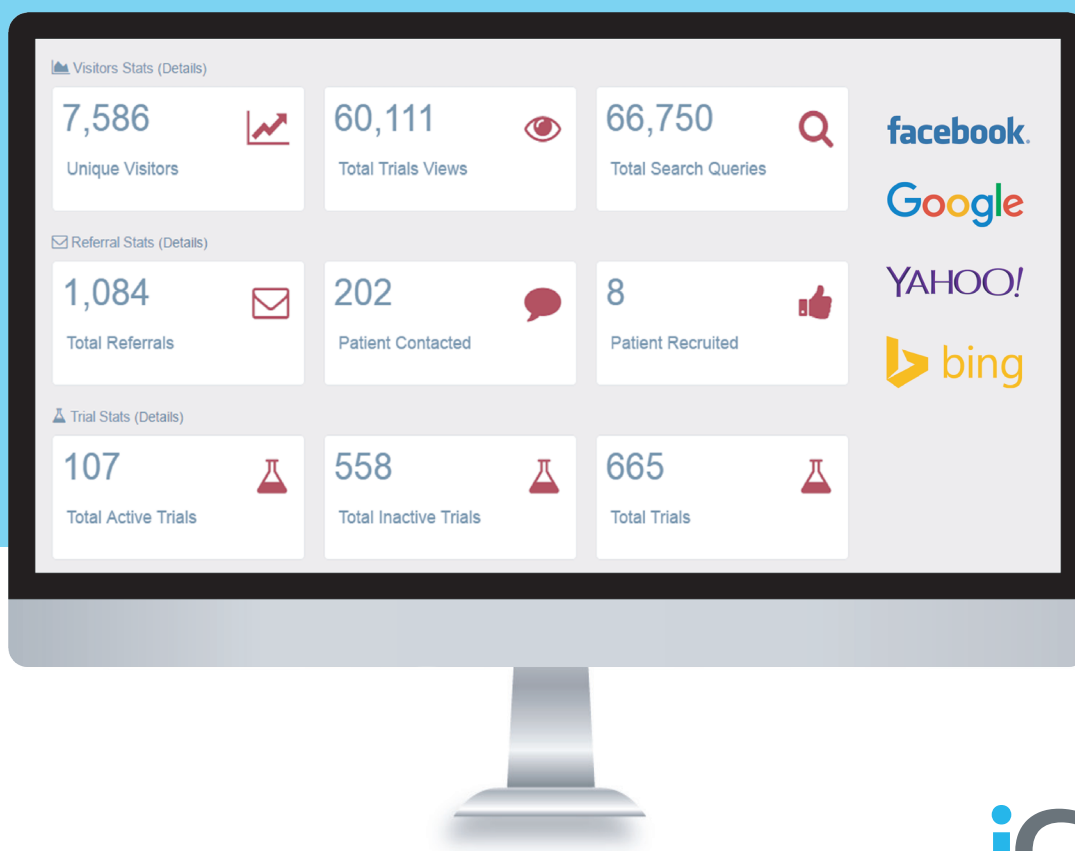 Visitors Stats (Details)
7,586
Unique Visitors
60,111
Total Trials Views
66,750
Total Search Queries
Referral Stats (Details)
1,084
Total Referrals
202
Patient Contacted
8
Patient Recruited
Trial Stats (Details)
107
Total Active Trials
558
Total Inactive Trials
665
Total Trials
facebook.
Google
YAHOO!
bing